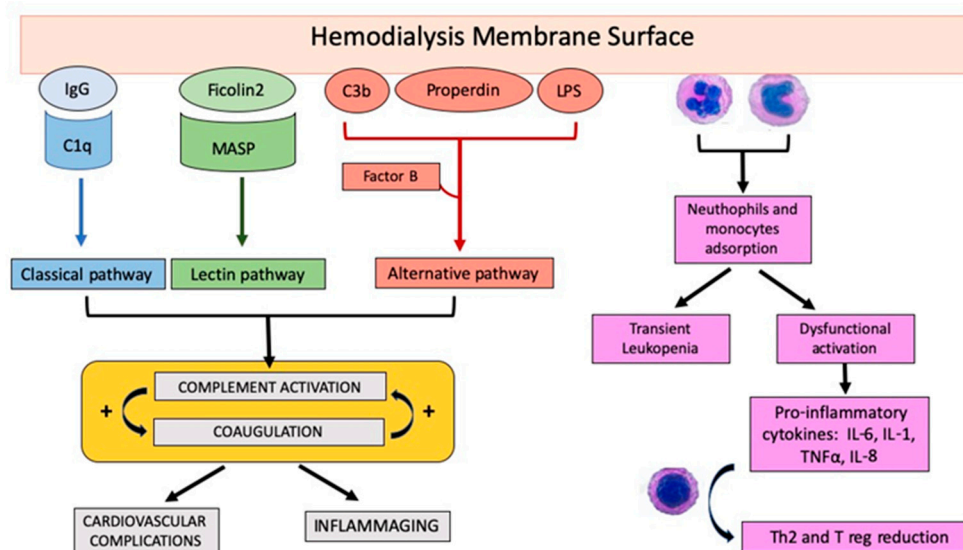 Hemodialysis Membrane Surface
IgG
C1q
Ficolin2
MASP
C3b
Properdin
LPS
Factor B
Classical pathway
Lectin pathway
Alternative pathway
COMPLEMENT ACTIVATION
+
+
COAUGULATION
CARDIOVASCULAR
COMPLICATIONS
INFLAMMAGING
Neuthophils and
monocytes
adsorption
Transient
Leukopenia
Dysfunctional
activation
Pro-inflammatory
cytokines: IL-6, IL-1,
TNFα, IL-8
Th2 and T reg reduction